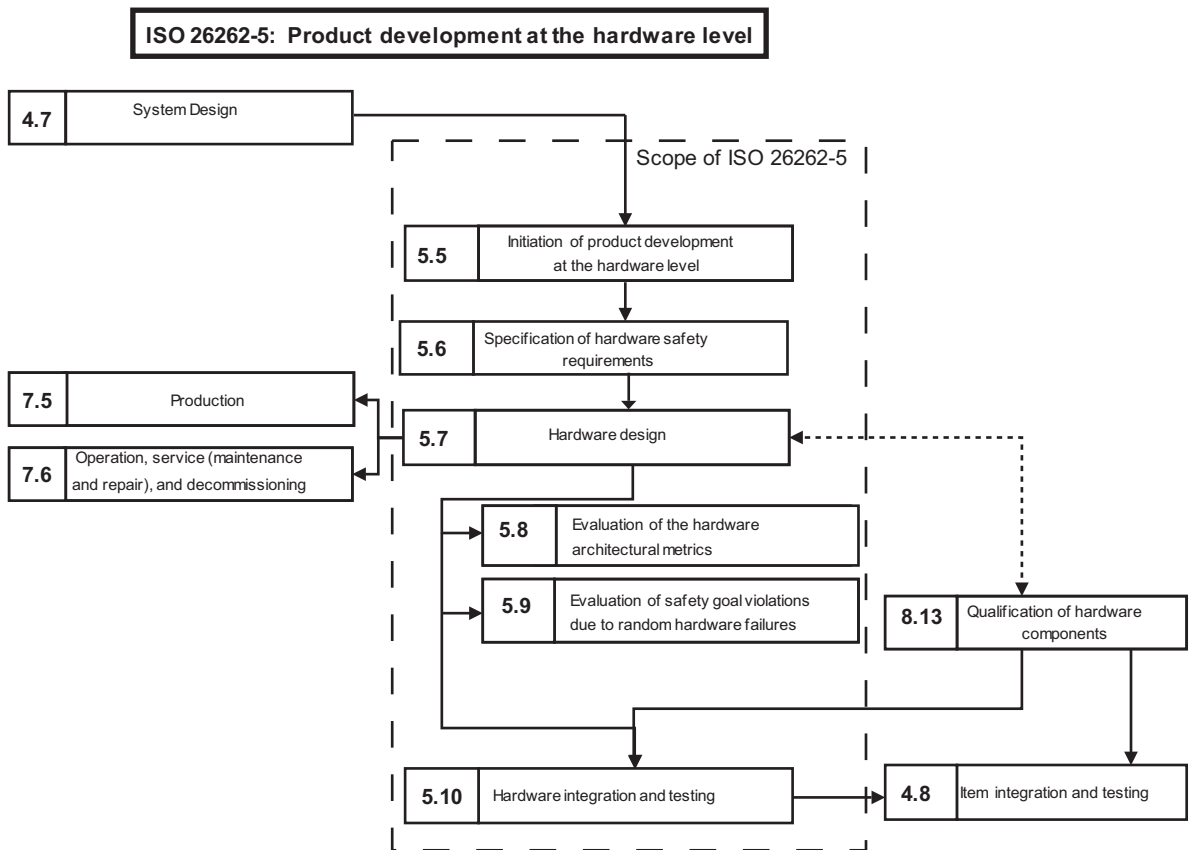 ISO 26262-5: Product development at the hardware level
4.7
System Design
Scope of ISO 26262-5
5.5
Initiation of product development
at the hardware level
5.6
Specification of hardware safety
requirements
7.5
Production
5.7
Hardware design
7.6
Operation, service (maintenance
and repair), and decommissioning
5.8
Evaluation of the hardware
architectural metrics
5.9
Evaluation of safety goal violations
due to random hardware failures
8.13
Qualification of hardware
components
5.10
Hardware integration and testing
4.8
Item integration and testing